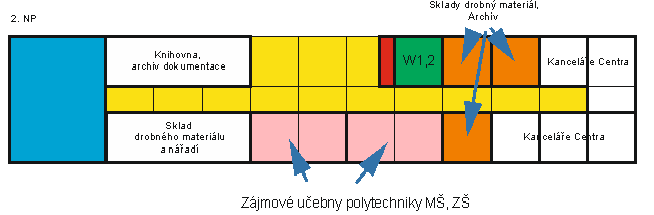 Sklady drobný materiál,
Archív
2. NP
Knihovna,
archiv dokumentace
W1,2
Kanceláře Centra
Sklad
drobného materiálu
a nářadí
Kanceláře Centra
Zájmové učebny polytechniky MŠ, ZŠ